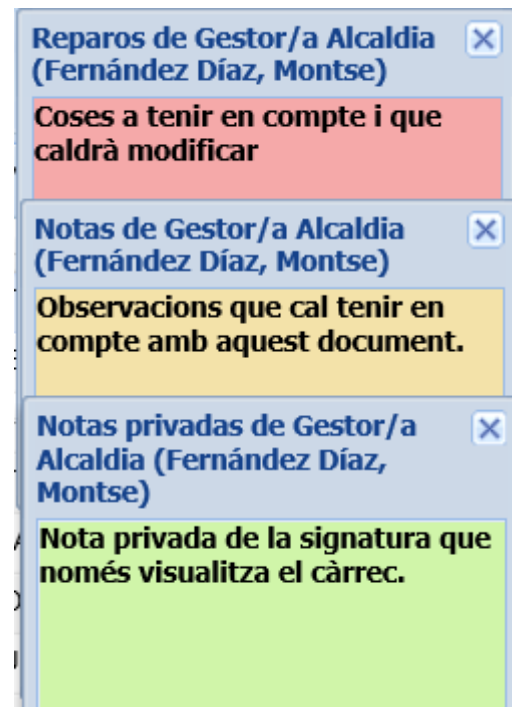 Reparos de Gestor/a Alcaldia
(Fernández Díaz, Montse)
Coses a tenir en compte i que
caldrà modificar
Notas de Gestor/a Alcaldia
(Fernández Díaz, Montse)
Observacions que cal tenir en
compte amb aquest document.
Notas privadas de Gestor/a
Alcaldia (Fernández Díaz,
Montse)
Nota privada de la signatura que
només visualitza el càrrec.